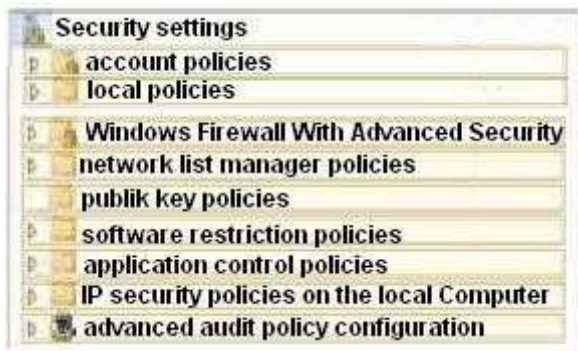 Security settings
account policies
local policies
Windows Firewall With Advanced Security
network list manager policies
publik key policies
software restriction policies
application control policies
IP security policies on the local Computer
advanced audit policy configuration